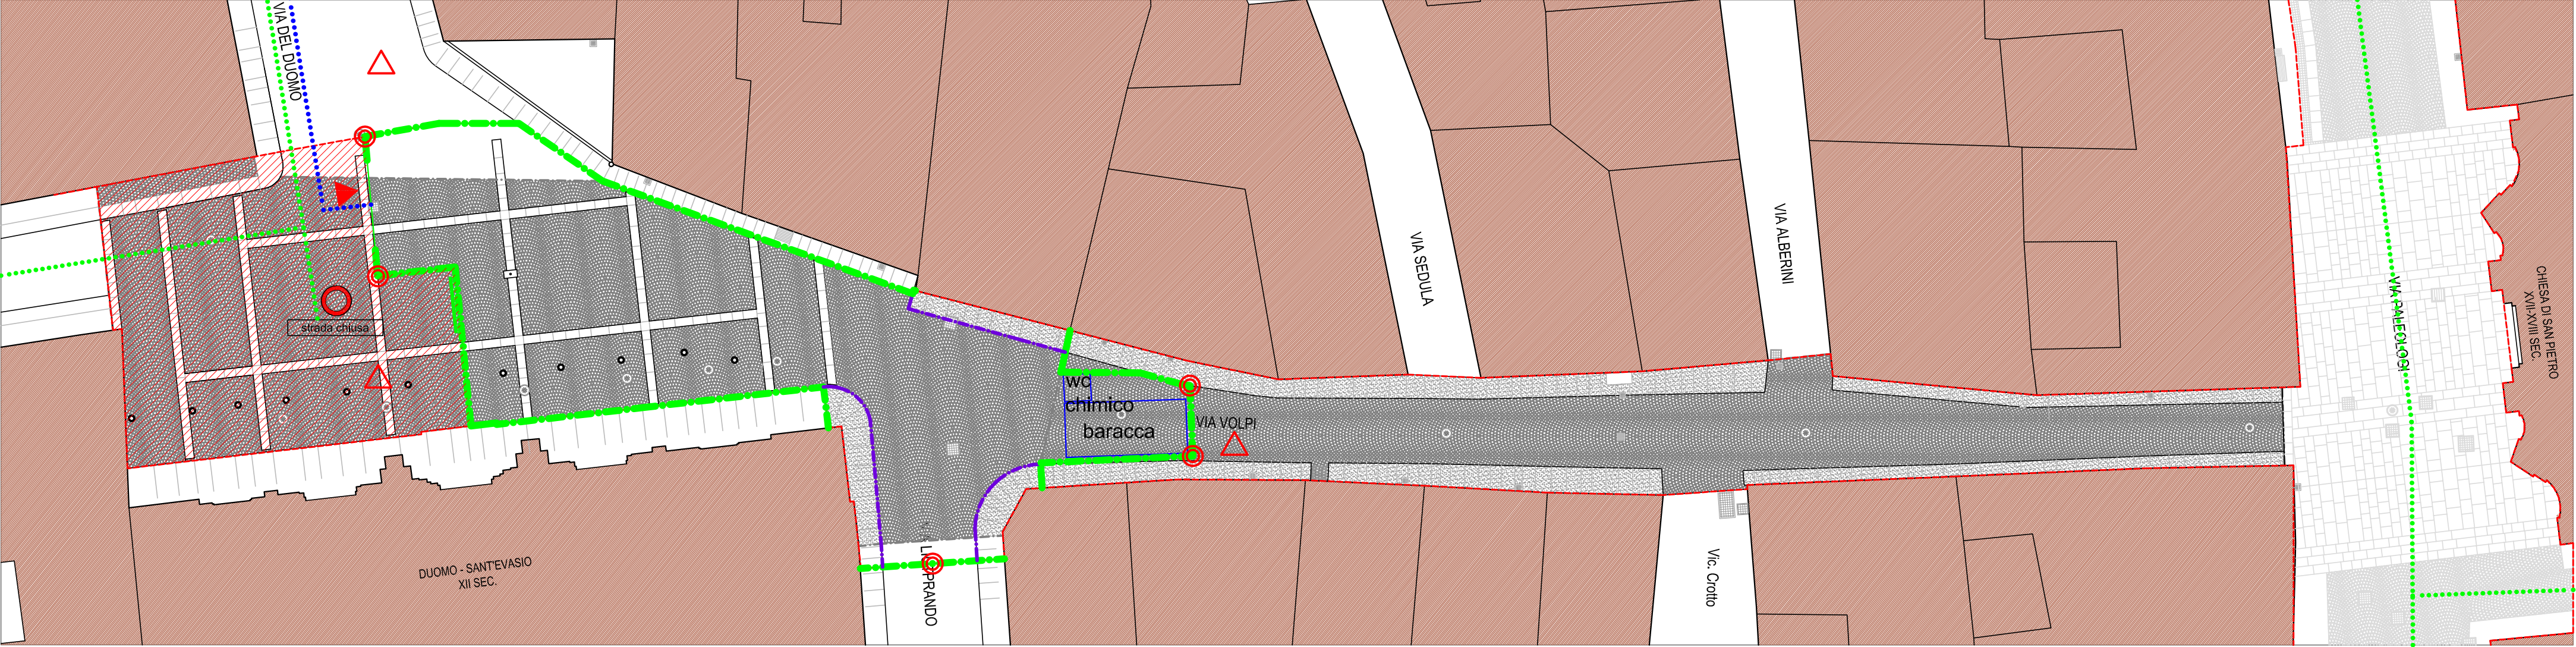 VIA DEL DUOMO
strada chiusa
DUOMO - SANT'EVASIO
XII SEC.
wc
chimico
baracca
VIA VOLPI
VIA SEDULA
VIA ALBERINI
Vic. Crotto
VIA PALEOLOGI
CHIESA DI SAN PIETRO
XVII-XVIII SEC.